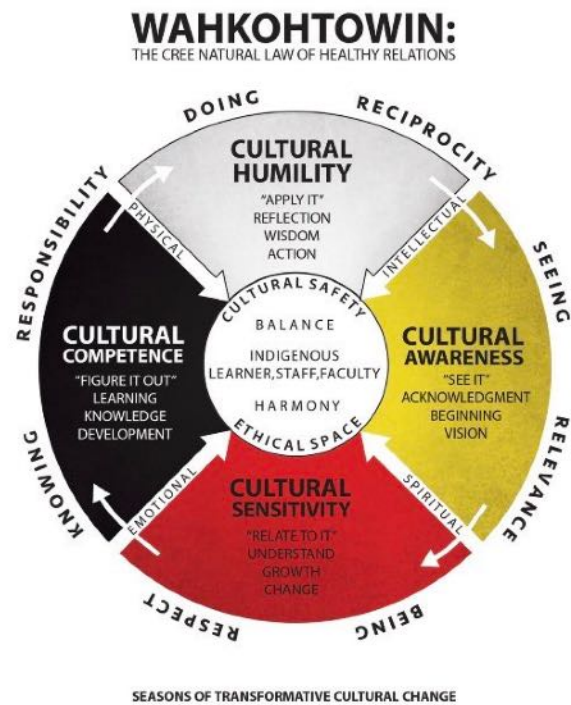 WAHKOHTOWIN:
THE CREE NATURAL LAW OF HEALTHY RELATIONS
DOING
RECIPROCITY
SEEING
RELEVANCE
BEING
RESPECT
KNOWING
RESPONSIBILITY
CULTURAL
HUMILITY
"APPLY IT"
REFLECTION
WISDOM
ACTION
PHYSICAL
INTELLECTUAL
CULTURAL SAFETY
BALANCE
INDIGENOUS
LEARNER,STAFF,FACULTY
HARMONY
ETHICAL SPACE
CULTURAL
COMPETENCE
"FIGURE IT OUT"
LEARNING
KNOWLEDGE
DEVELOPMENT
CULTURAL
AWARENESS
"SEE IT"
ACKNOWLEDGMENT
BEGINNING
VISION
EMOTIONAL
SPIRITUAL
CULTURAL
SENSITIVITY
"RELATE TO IT"
UNDERSTAND
GROWTH
CHANGE
SEASONS OF TRANSFORMATIVE CULTURAL CHANGE